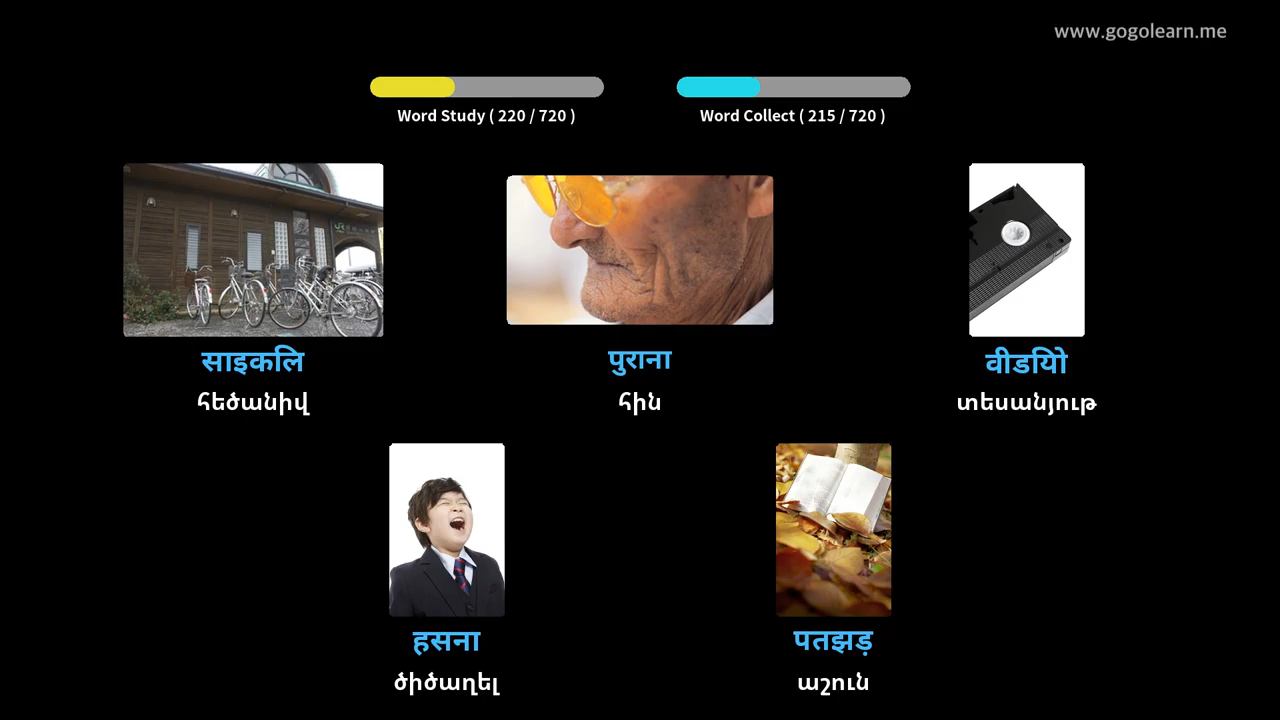 www.gogolearn.me
Word Study ( 220 / 720 )
Word Collect ( 215 / 720 )
साइकलि
հեծանիվ
पुराना
հին
वीडयिो
տեսանյութ
हसना
ծիծաղել
पतझड़
աշուն